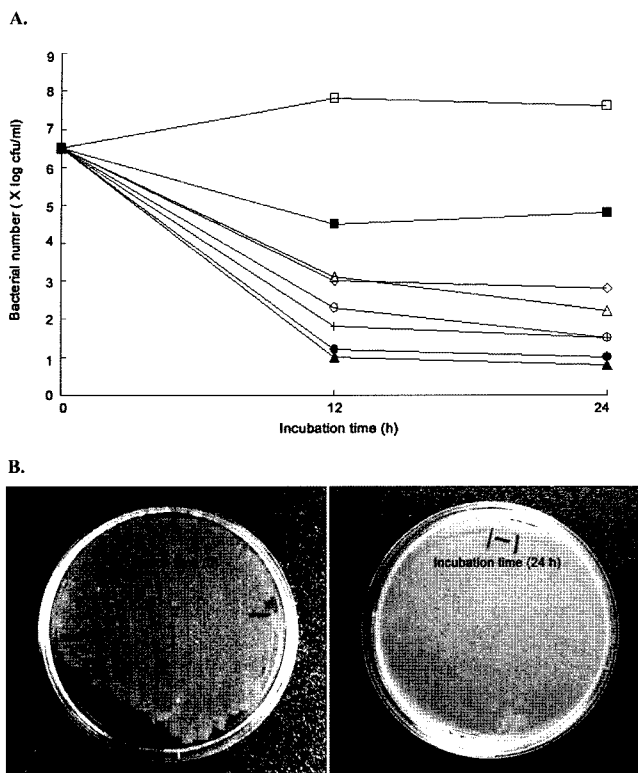 A.
Bacterial number ( X log cfu/ml)
9
8
7
6
5
4
3
2
1
0
0
12
24
Incubation time (h)
B.
Incubation time (24 h)